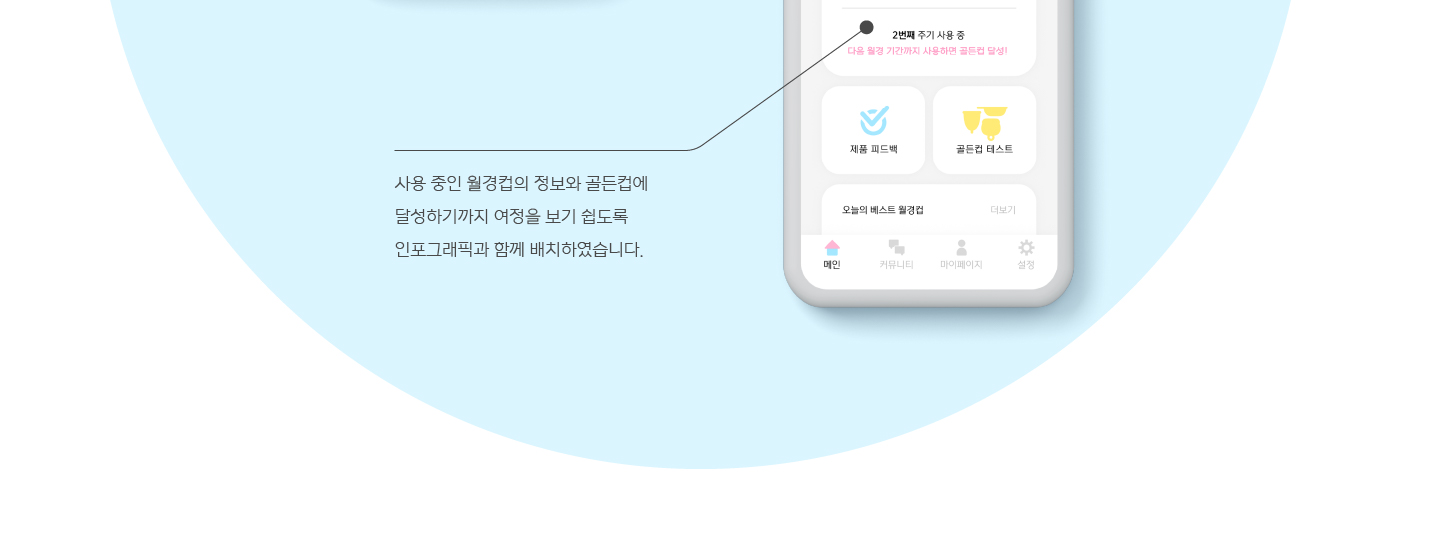 2번째 주기 사용 중
다음 월경 기간까지 사용하면 골든컵 달성!
제품 피드백
골든컵 테스트
사용 중인 월경컵의 정보와 골든컵에
달성하기까지 여정을 보기 쉽도록
인포그래픽과 함께 배치하였습니다.
오늘의 베스트 월경컵 더보기
메인 커뮤니티 마이페이지 설정